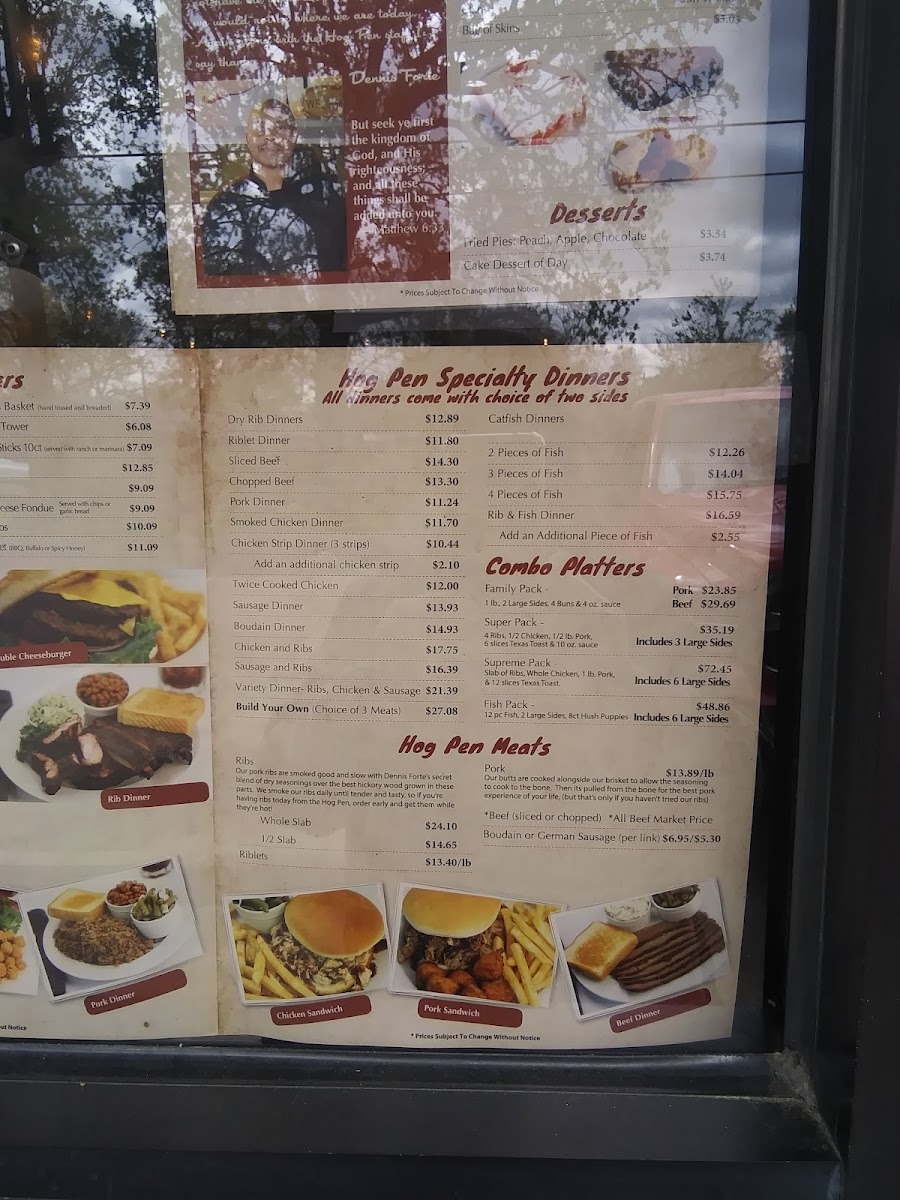 we would not be where we are today.
with the Hog Pen
say
Dennis Forte
But seek ye first
the kingdom of
God, and His
righteousness;
and all these
things shall be
added unto you.
Matthew 6:33
Bag of Skins
$3.03
Desserts
Fried Pies: Peach, Apple, Chocolate $3.34
Cake Dessert of Day $3.74
* Prices Subject To Change Without Notice
ers
Basket (hand tossed and breaded) $7.39
Tower $6.08
Sticks 10ct (served with ranch or marinara) $7.09
$12.85
$9.09
eese Fondue Served with chips or garlic bread $9.09
os $10.09
et (BBQ, Buffalo or Spicy Honey) $11.09
uble Cheeseburger
Rib Dinner
Pork Dinner
ut Notice
Hog Pen Specialty Dinners
All dinners come with choice of two sides
Dry Rib Dinners $12.89
Riblet Dinner $11.80
Sliced Beef $14.30
Chopped Beef $13.30
Pork Dinner $11.24
Smoked Chicken Dinner $11.70
Chicken Strip Dinner (3 strips) $10.44
Add an additional chicken strip $2.10
Twice Cooked Chicken $12.00
Sausage Dinner $13.93
Boudain Dinner $14.93
Chicken and Ribs $17.75
Sausage and Ribs $16.39
Variety Dinner- Ribs, Chicken & Sausage $21.39
Build Your Own (Choice of 3 Meats) $27.08
Catfish Dinners
2 Pieces of Fish $12.26
3 Pieces of Fish $14.04
4 Pieces of Fish $15.75
Rib & Fish Dinner $16.59
Add an Additional Piece of Fish $2.55
Combo Platters
Family Pack - Pork $23.85
1 lb., 2 Large Sides, 4 Buns & 4 oz. sauce Beef $29.69
Super Pack - $35.19
4 Ribs, 1/2 Chicken, 1/2 lb. Pork, Includes 3 Large Sides
6 slices Texas Toast & 10 oz. sauce
Supreme Pack - $72.45
Slab of Ribs, Whole Chicken, 1 lb. Pork, Includes 6 Large Sides
& 12 slices Texas Toast.
Fish Pack - $48.86
12 pc Fish, 2 Large Sides, 8ct Hush Puppies Includes 6 Large Sides
Hog Pen Meats
Ribs
Our pork ribs are smoked good and slow with Dennis Forte's secret
blend of dry seasonings over the best hickory wood grown in these
parts. We smoke our ribs daily until tender and tasty, so if you're
having ribs today from the Hog Pen, order early and get them while
they're hot!
Whole Slab $24.10
1/2 Slab $14.65
Riblets $13.40/lb
Pork $13.89/lb
Our butts are cooked alongside our brisket to allow the seasoning
to cook to the bone. Then its pulled from the bone for the best pork
experience of your life, (but that's only if you haven't tried our ribs)
*Beef (sliced or chopped) *All Beef Market Price
Boudain or German Sausage (per link) $6.95/$5.30
Chicken Sandwich
Pork Sandwich
Beef Dinner
* Prices Subject To Change Without Notice